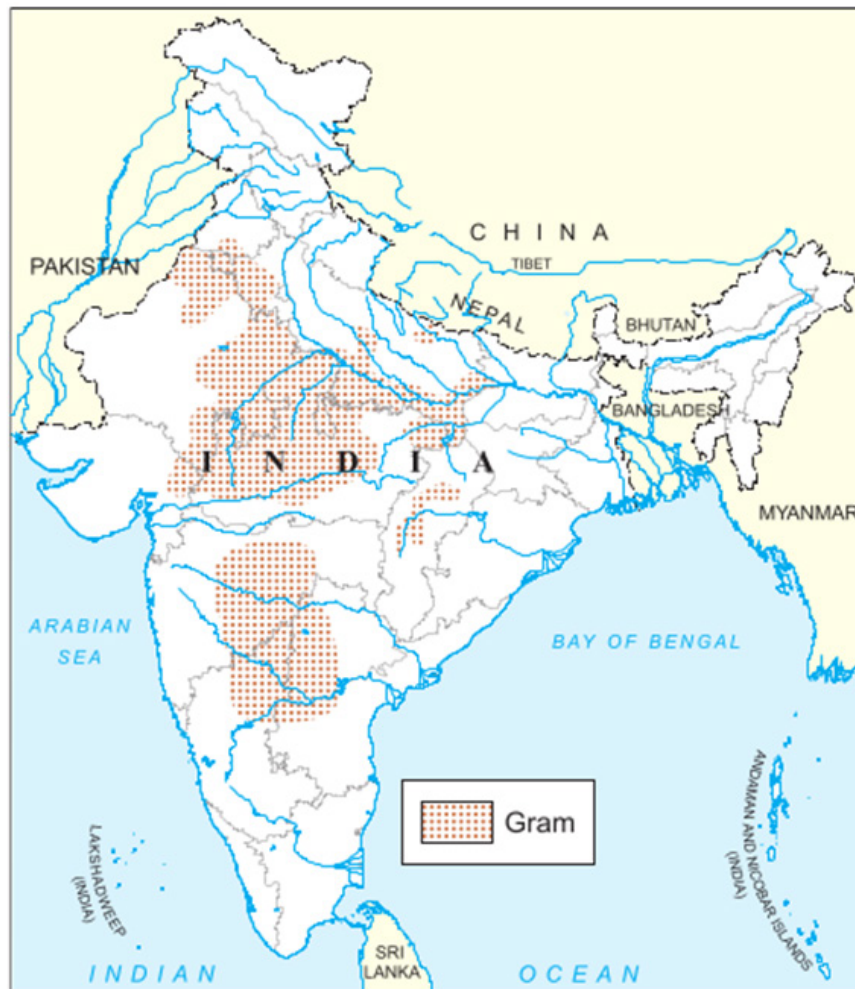 CHINA
TIBET
PAKISTAN
NEPAL
BHUTAN
BANGLADESH
INDIA
MYANMAR
ARABIAN
SEA
BAY OF BENGAL
Gram
LAKSHADWEEP
(INDIA)
ANDAMAN AND NICOBAR ISLANDS
(INDIA)
SRI
LANKA
INDIAN OCEAN